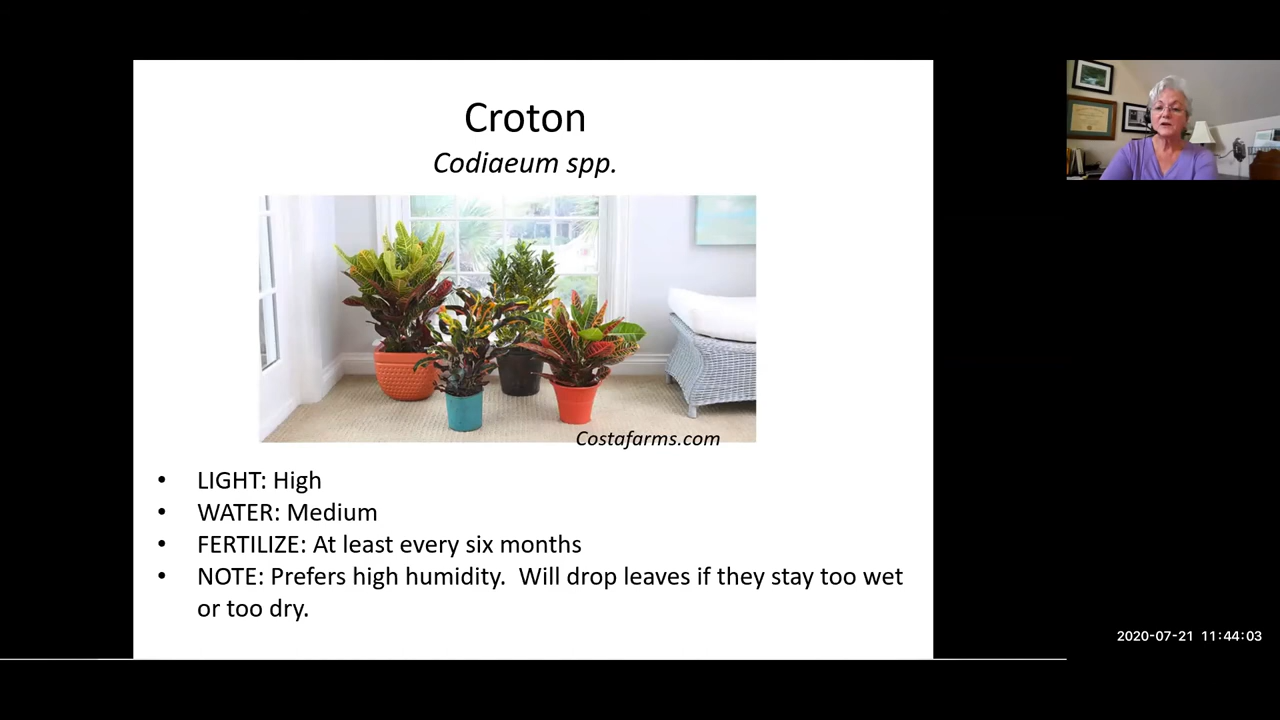 Croton
Codiaeum spp.
Costafarms.com
• LIGHT: High
• WATER: Medium
• FERTILIZE: At least every six months
• NOTE: Prefers high humidity.  Will drop leaves if they stay too wet
or too dry.
2020-07-21 11:44:03